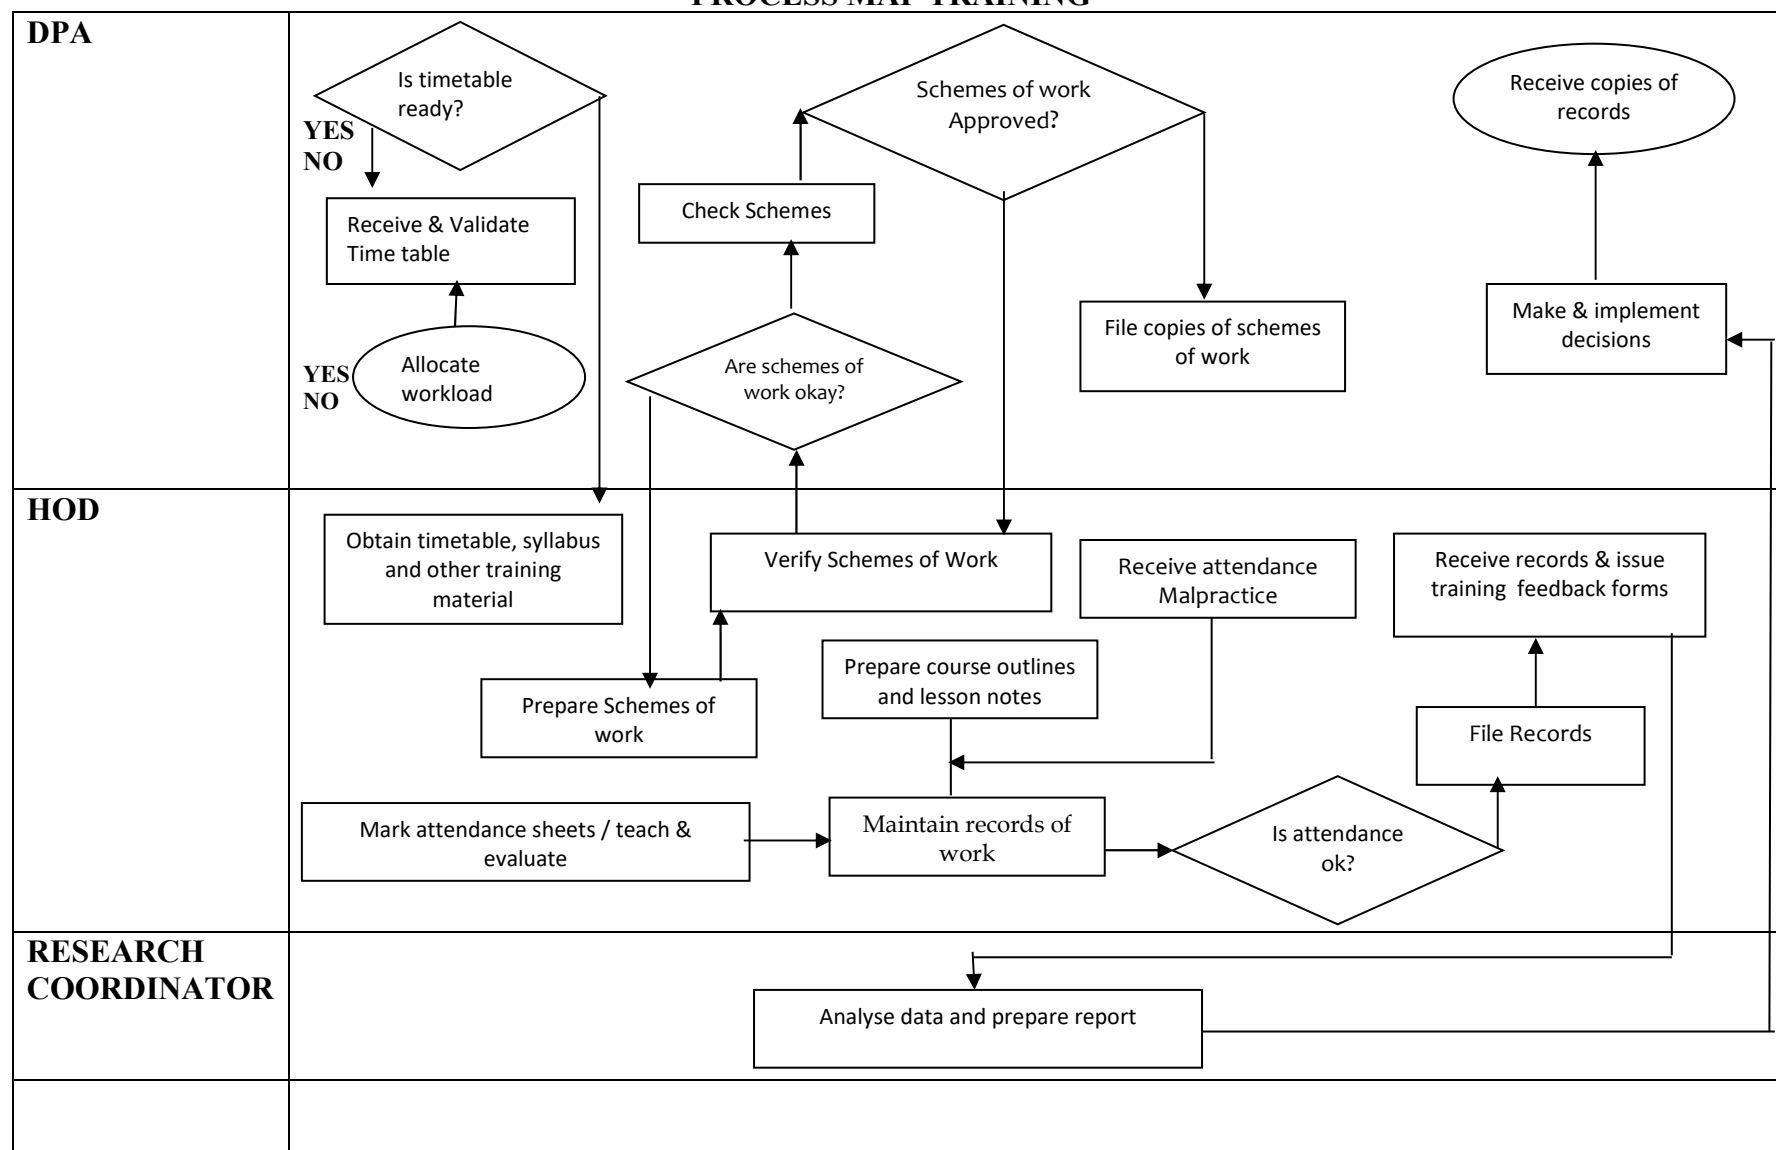 PROCESS MAP TRAINING
DPA
Is timetable
ready?
YES
NO
Receive & Validate
Time table
YES
NO
Allocate
workload
Check Schemes
Schemes of work
Approved?
Are schemes of
work okay?
File copies of schemes
of work
Receive copies of
records
Make & implement
decisions
HOD
Obtain timetable, syllabus
and other training
material
Verify Schemes of Work
Receive attendance
Malpractice
Receive records & issue
training feedback forms
Prepare Schemes of
work
Prepare course outlines
and lesson notes
File Records
Mark attendance sheets / teach &
evaluate
Maintain records of
work
Is attendance
ok?
RESEARCH
COORDINATOR
Analyse data and prepare report